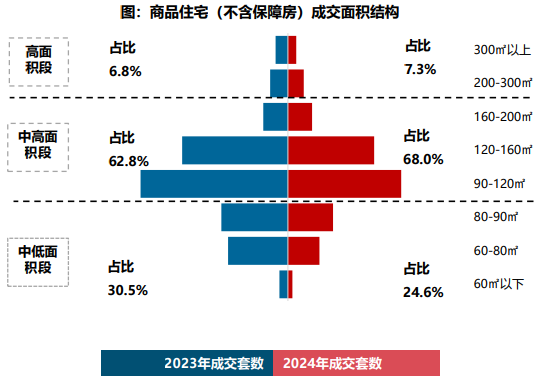 图：商品住宅（不含保障房）成交面积结构
高面
积段
占比
6.8%
占比
7.3%
300㎡以上
200-300㎡
中高面
积段
占比
62.8%
占比
68.0%
160-200㎡
120-160㎡
90-120㎡
中低面
积段
占比
30.5%
占比
24.6%
80-90㎡
60-80㎡
60㎡以下
2023年成交套数
2024年成交套数